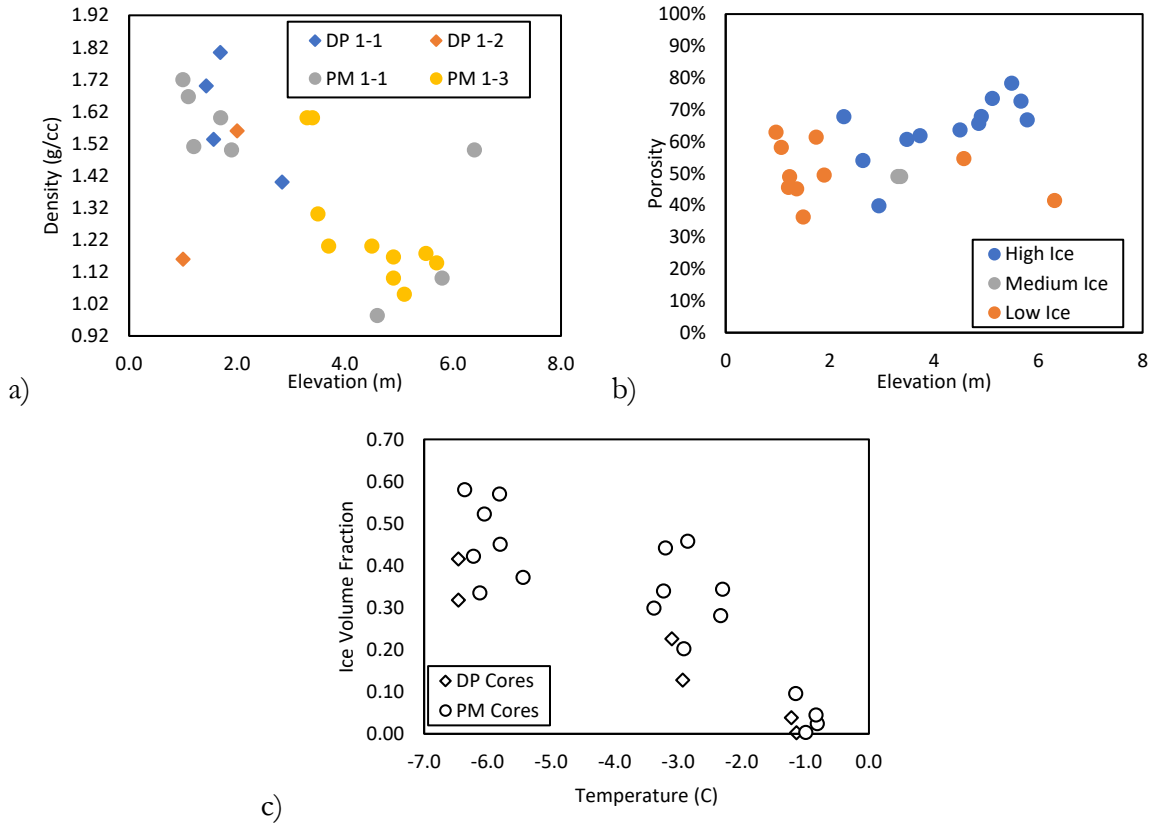 1.92
1.82
1.72
1.62
1.52
1.42
1.32
1.22
1.12
1.02
0.92
Density (g/cc)
DP 1-1
DP 1-2
PM 1-1
PM 1-3
0.0
2.0
4.0
6.0
8.0
Elevation (m)
a)
100%
90%
80%
70%
60%
50%
40%
30%
20%
10%
0%
Porosity
High Ice
Medium Ice
Low Ice
0
2
4
6
8
Elevation (m)
b)
0.70
0.60
0.50
0.40
0.30
0.20
0.10
0.00
Ice Volume Fraction
DP Cores
PM Cores
-7.0
-6.0
-5.0
-4.0
-3.0
-2.0
-1.0
0.0
Temperature (C)
c)